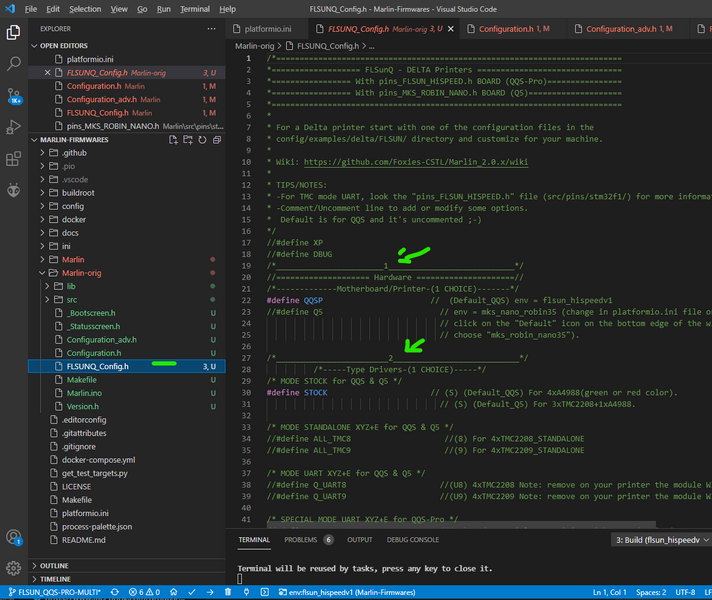 File Edit Selection View Go Run Terminal Help FLSUNQ_Config.h - Marlin-Firmwares - Visual Studio Code
EXPLORER
OPEN EDITORS
platformio.ini
FLSUNQ_Config.h Marlin-orig 3, U
Configuration.h Marlin 1, M
Configuration_adv.h Marlin 1, M
FLSUNQ_Config.h Marlin 1, M
pins_MKS_ROBIN_NANO.h Marlin\src\pins\st...
MARLIN-FIRMWARES
.github
.pio
.vscode
buildroot
config
docker
docs
ini
Marlin
Marlin-orig
lib
src
_Bootscreen.h U
_Statusscreen.h U
Configuration_adv.h U
Configuration.h U
FLSUNQ_Config.h 3, U
Makefile U
Marlin.ino U
Version.h U
.editorconfig
.gitattributes
.gitignore
docker-compose.yml
get_test_targets.py
LICENSE
Makefile
platformio.ini
process-palette.json
README.md
OUTLINE
TIMELINE
1K+
1
platformio.ini FLSUNQ_Config.h Marlin-orig 3, U Configuration.h 1, M Configuration_adv.h 1, M
Marlin-orig > FLSUNQ_Config.h > ...
1 /*========================================================================
2 =================== FLSunQ - DELTA Printers =======================
3 *================= With pins_FLSUN_HISPEED.h BOARD (QQS-Pro)================
4 *================ With pins_MKS_ROBIN_NANO.h BOARD (Q5)===================
5 *========================================================================
6 *
7 * For a Delta printer start with one of the configuration files in the
8 * config/examples/delta/FLSUN/ directory and customize for your machine.
9 *
10 * Wiki: https://github.com/Foxies-CSTL/Marlin_2.0.x/wiki
11 *
12 * TIPS/NOTES:
13 * -For TMC mode UART, look the "pins_FLSUN_HISPEED.h" file (src/pins/stm32f1/) for more informa
14 * -Comment/Uncomment line to add or modify some options.
15 * Default is for QQS and it's uncommented ;-)
16 */
17 //#define XP
18 //#define DBUG
19 /*_______________________1___________________________*/
20 //==================== Hardware =====================//
21 /*-------------Motherboard/Printer-(1 CHOICE)-------*/
22 #define QQSP // (Default_QQS) env = flsun_hispeedv1
23 //#define Q5 // env = mks_nano_robin35 (change in platformio.ini file o
24 // click on the "Default" icon on the bottom edge of the w
25 // choose "mks_robin_nano35").
26
27 /*________________________2___________________________*/
28 /*-----Type Drivers-(1 CHOICE)-----*/
29 /* MODE STOCK for QQS & Q5 */
30 #define STOCK // (S) (Default_QQS) For 4xA4988(green or red color).
31 // (S) (Default_Q5) For 3xTMC2208+1xA4988.
32
33 /* MODE STANDALONE XYZ+E for QQS & Q5 */
34 //#define ALL_TMC8 //(8) For 4xTMC2208_STANDALONE
35 //#define ALL_TMC9 //(9) For 4xTMC2209_STANDALONE
36
37 /* MODE UART XYZ+E for QQS & Q5 */
38 //#define Q_UART8 //(U8) 4xTMC2208 Note: remove on your printer the module W
39 //#define Q_UART9 //(U9) 4xTMC2209 Note: remove on your printer the module W
40
41 /* SPECIAL MODE UART XYZ+E for QQS-Pro */
TERMINAL PROBLEMS 6 OUTPUT DEBUG CONSOLE 3: Build (flsun_hispeedv
Terminal will be reused by tasks, press any key to close it.
FLSUN_QQS-PRO-MULTI* 6 0 env:flsun_hispeedv1 (Marlin-Firmwares) Ln 1, Col 1 Spaces: 2 UTF-8 LF